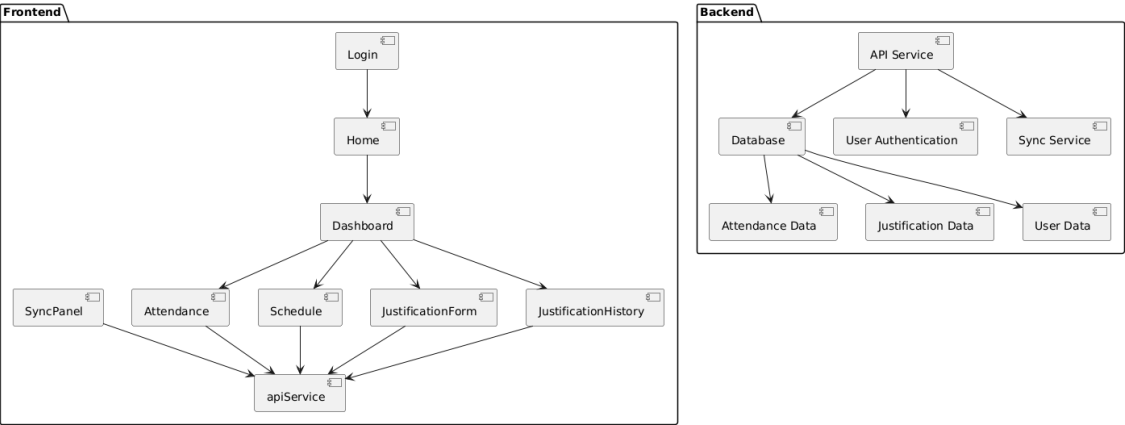 Frontend
Login
Home
Dashboard
SyncPanel
Attendance
Schedule
JustificationForm
JustificationHistory
apiService
Backend
API Service
Database
User Authentication
Sync Service
Attendance Data
Justification Data
User Data